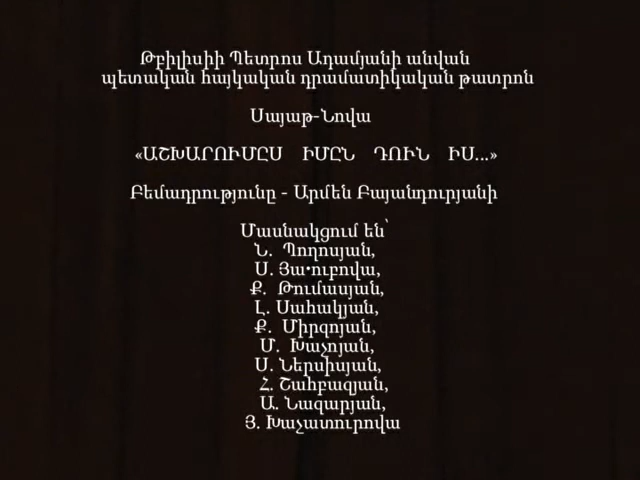 Թբիլիսիի Պետրոս Ադամյանի անվան
պետական հայկական դրամատիկական թատրոն
Սայաթ-Նովա
«ԱՇԽԱՐՈՒՄԸՍ ԻՄԸՆ ԴՈՒՆ ԻՍ...»
Բեմադրությունը - Արմեն Բայանդուրյանի
Մասնակցում են՝
Ն. Պողոսյան,
Ս. Յա•ուբովա,
Ք. Թումասյան,
Լ. Սահակյան,
Ք. Միրզոյան,
Մ. Խաչոյան,
Ս. Ներսիսյան,
Հ. Շահբազյան,
Ա. Նազարյան,
Յ. Խաչատուրովա